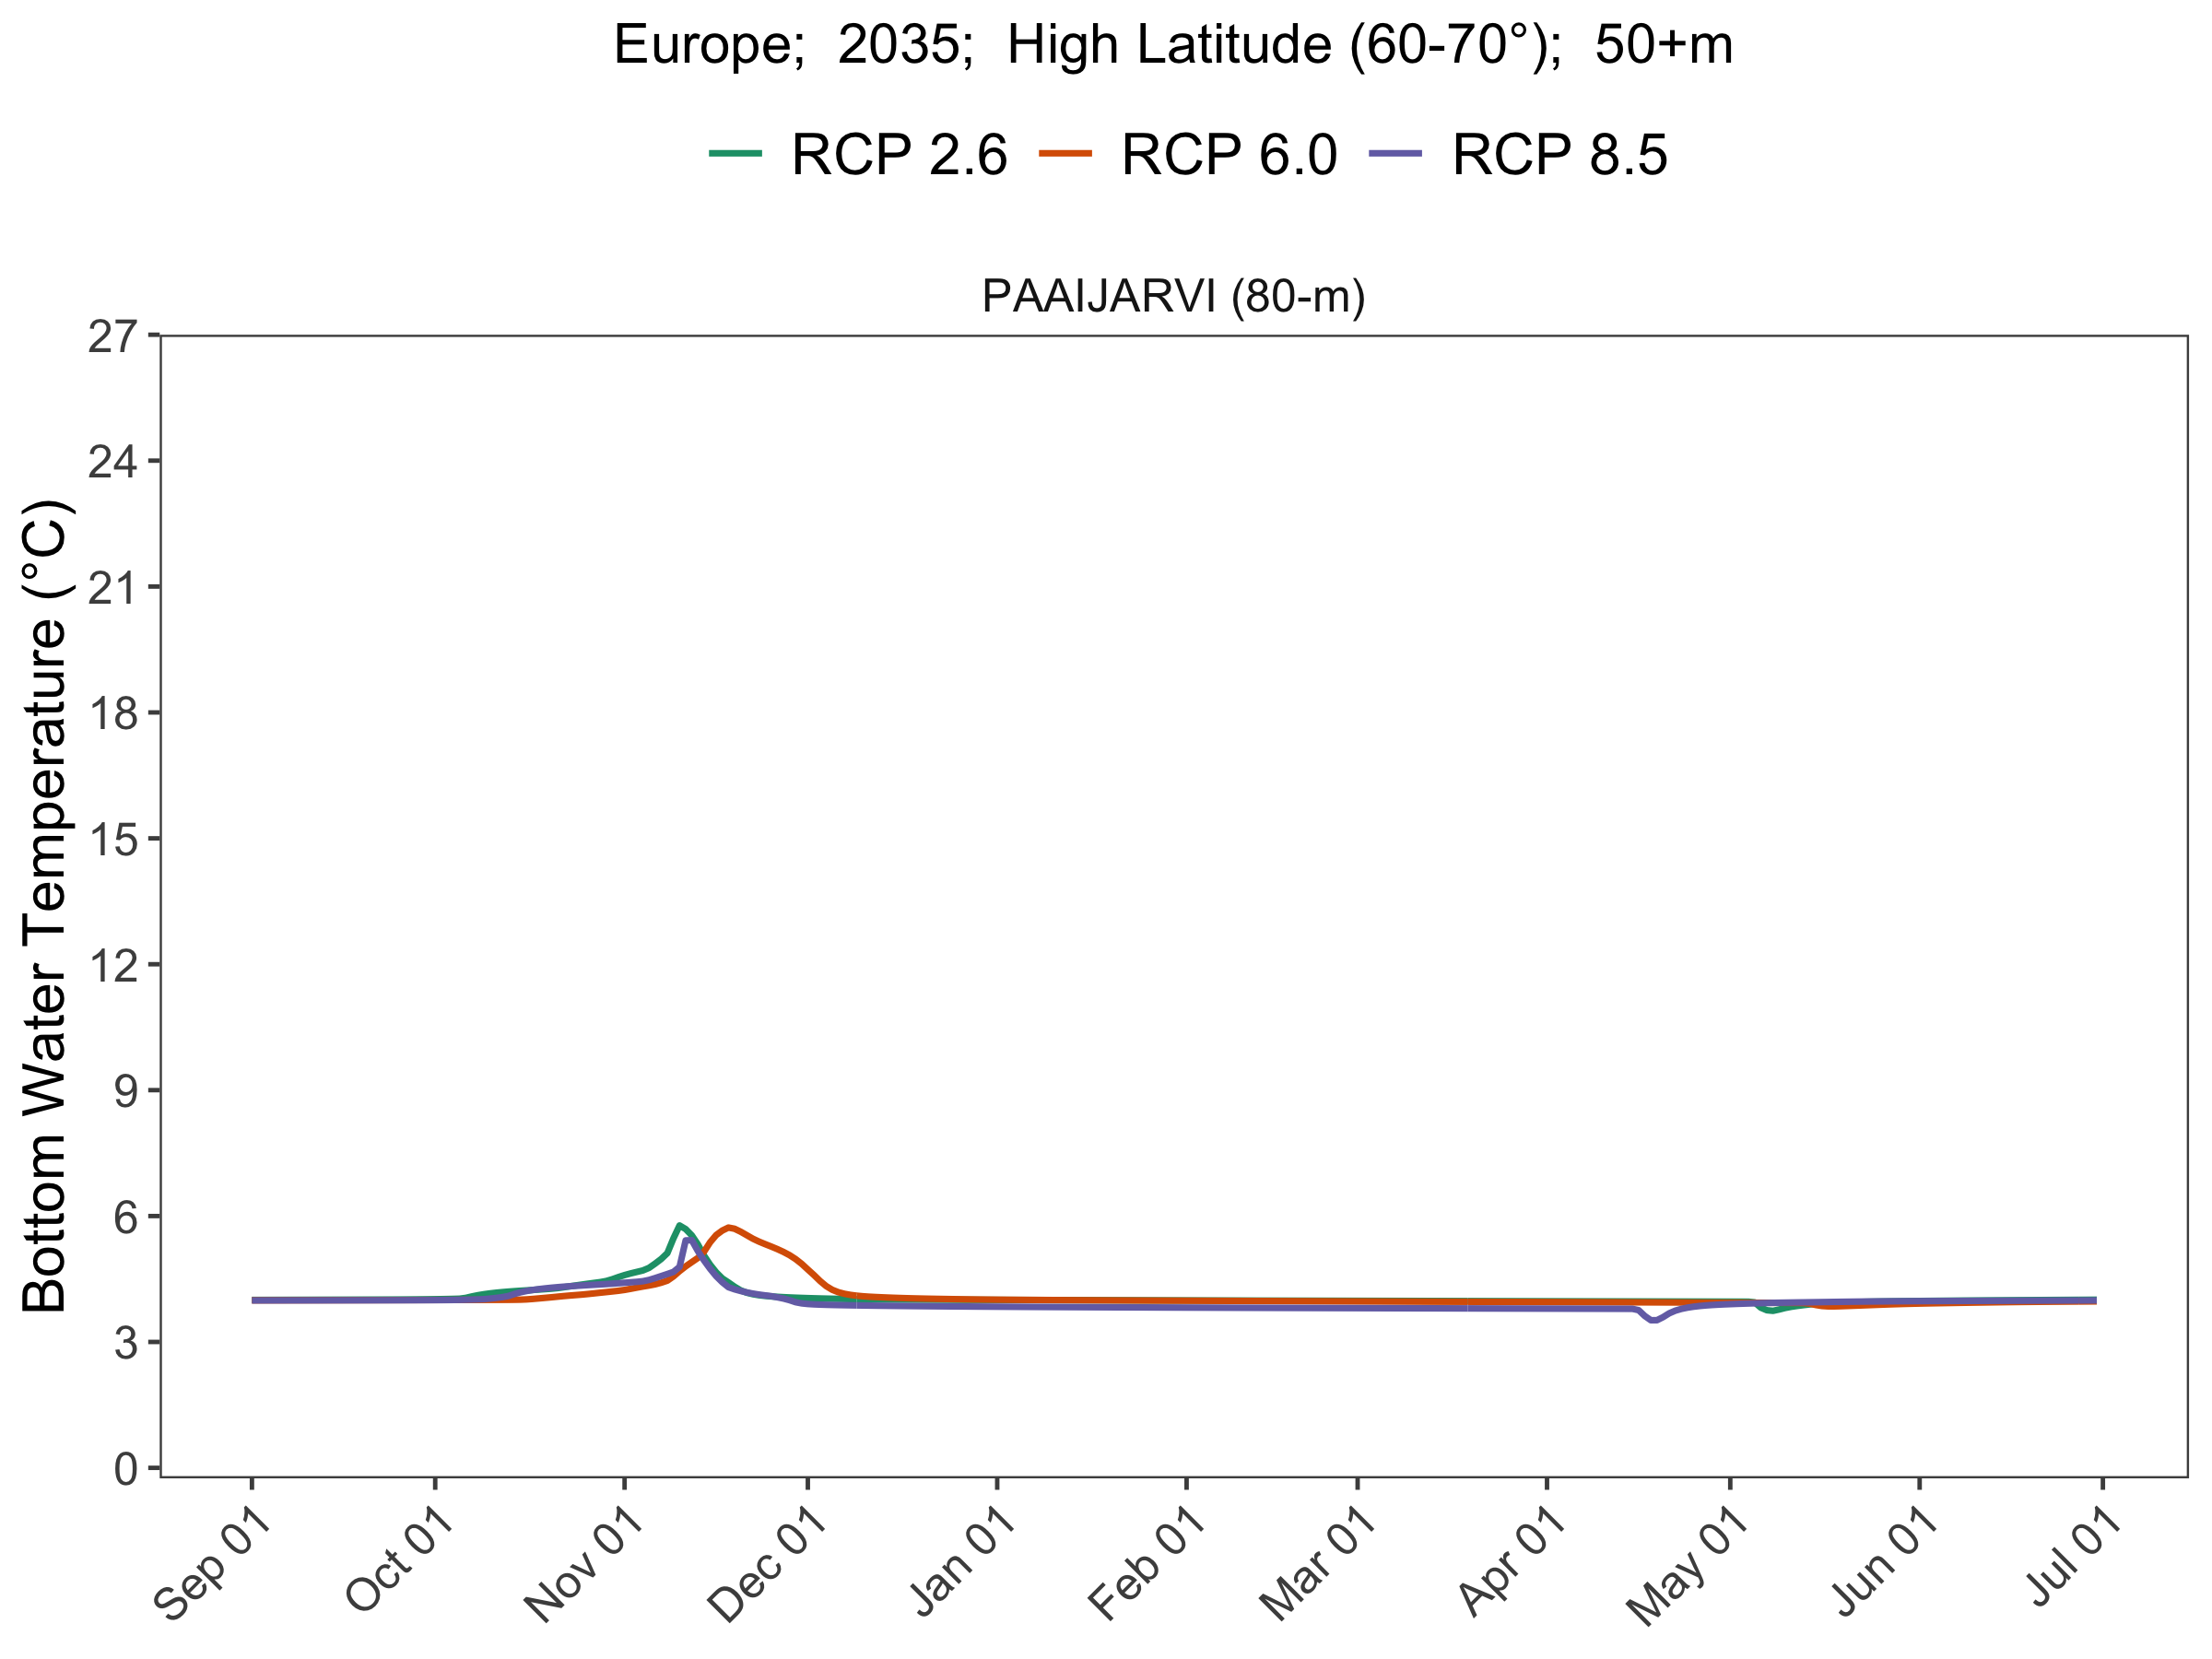 Europe;  2035;  High Latitude (60-70°);  50+m
RCP 2.6 RCP 6.0 RCP 8.5
PAAIJARVI (80-m)
Bottom Water Temperature (°C)
27
24
21
18
15
12
9
6
3
0
Sep 01 Oct 01 Nov 01 Dec 01 Jan 01 Feb 01 Mar 01 Apr 01 May 01 Jun 01 Jul 01